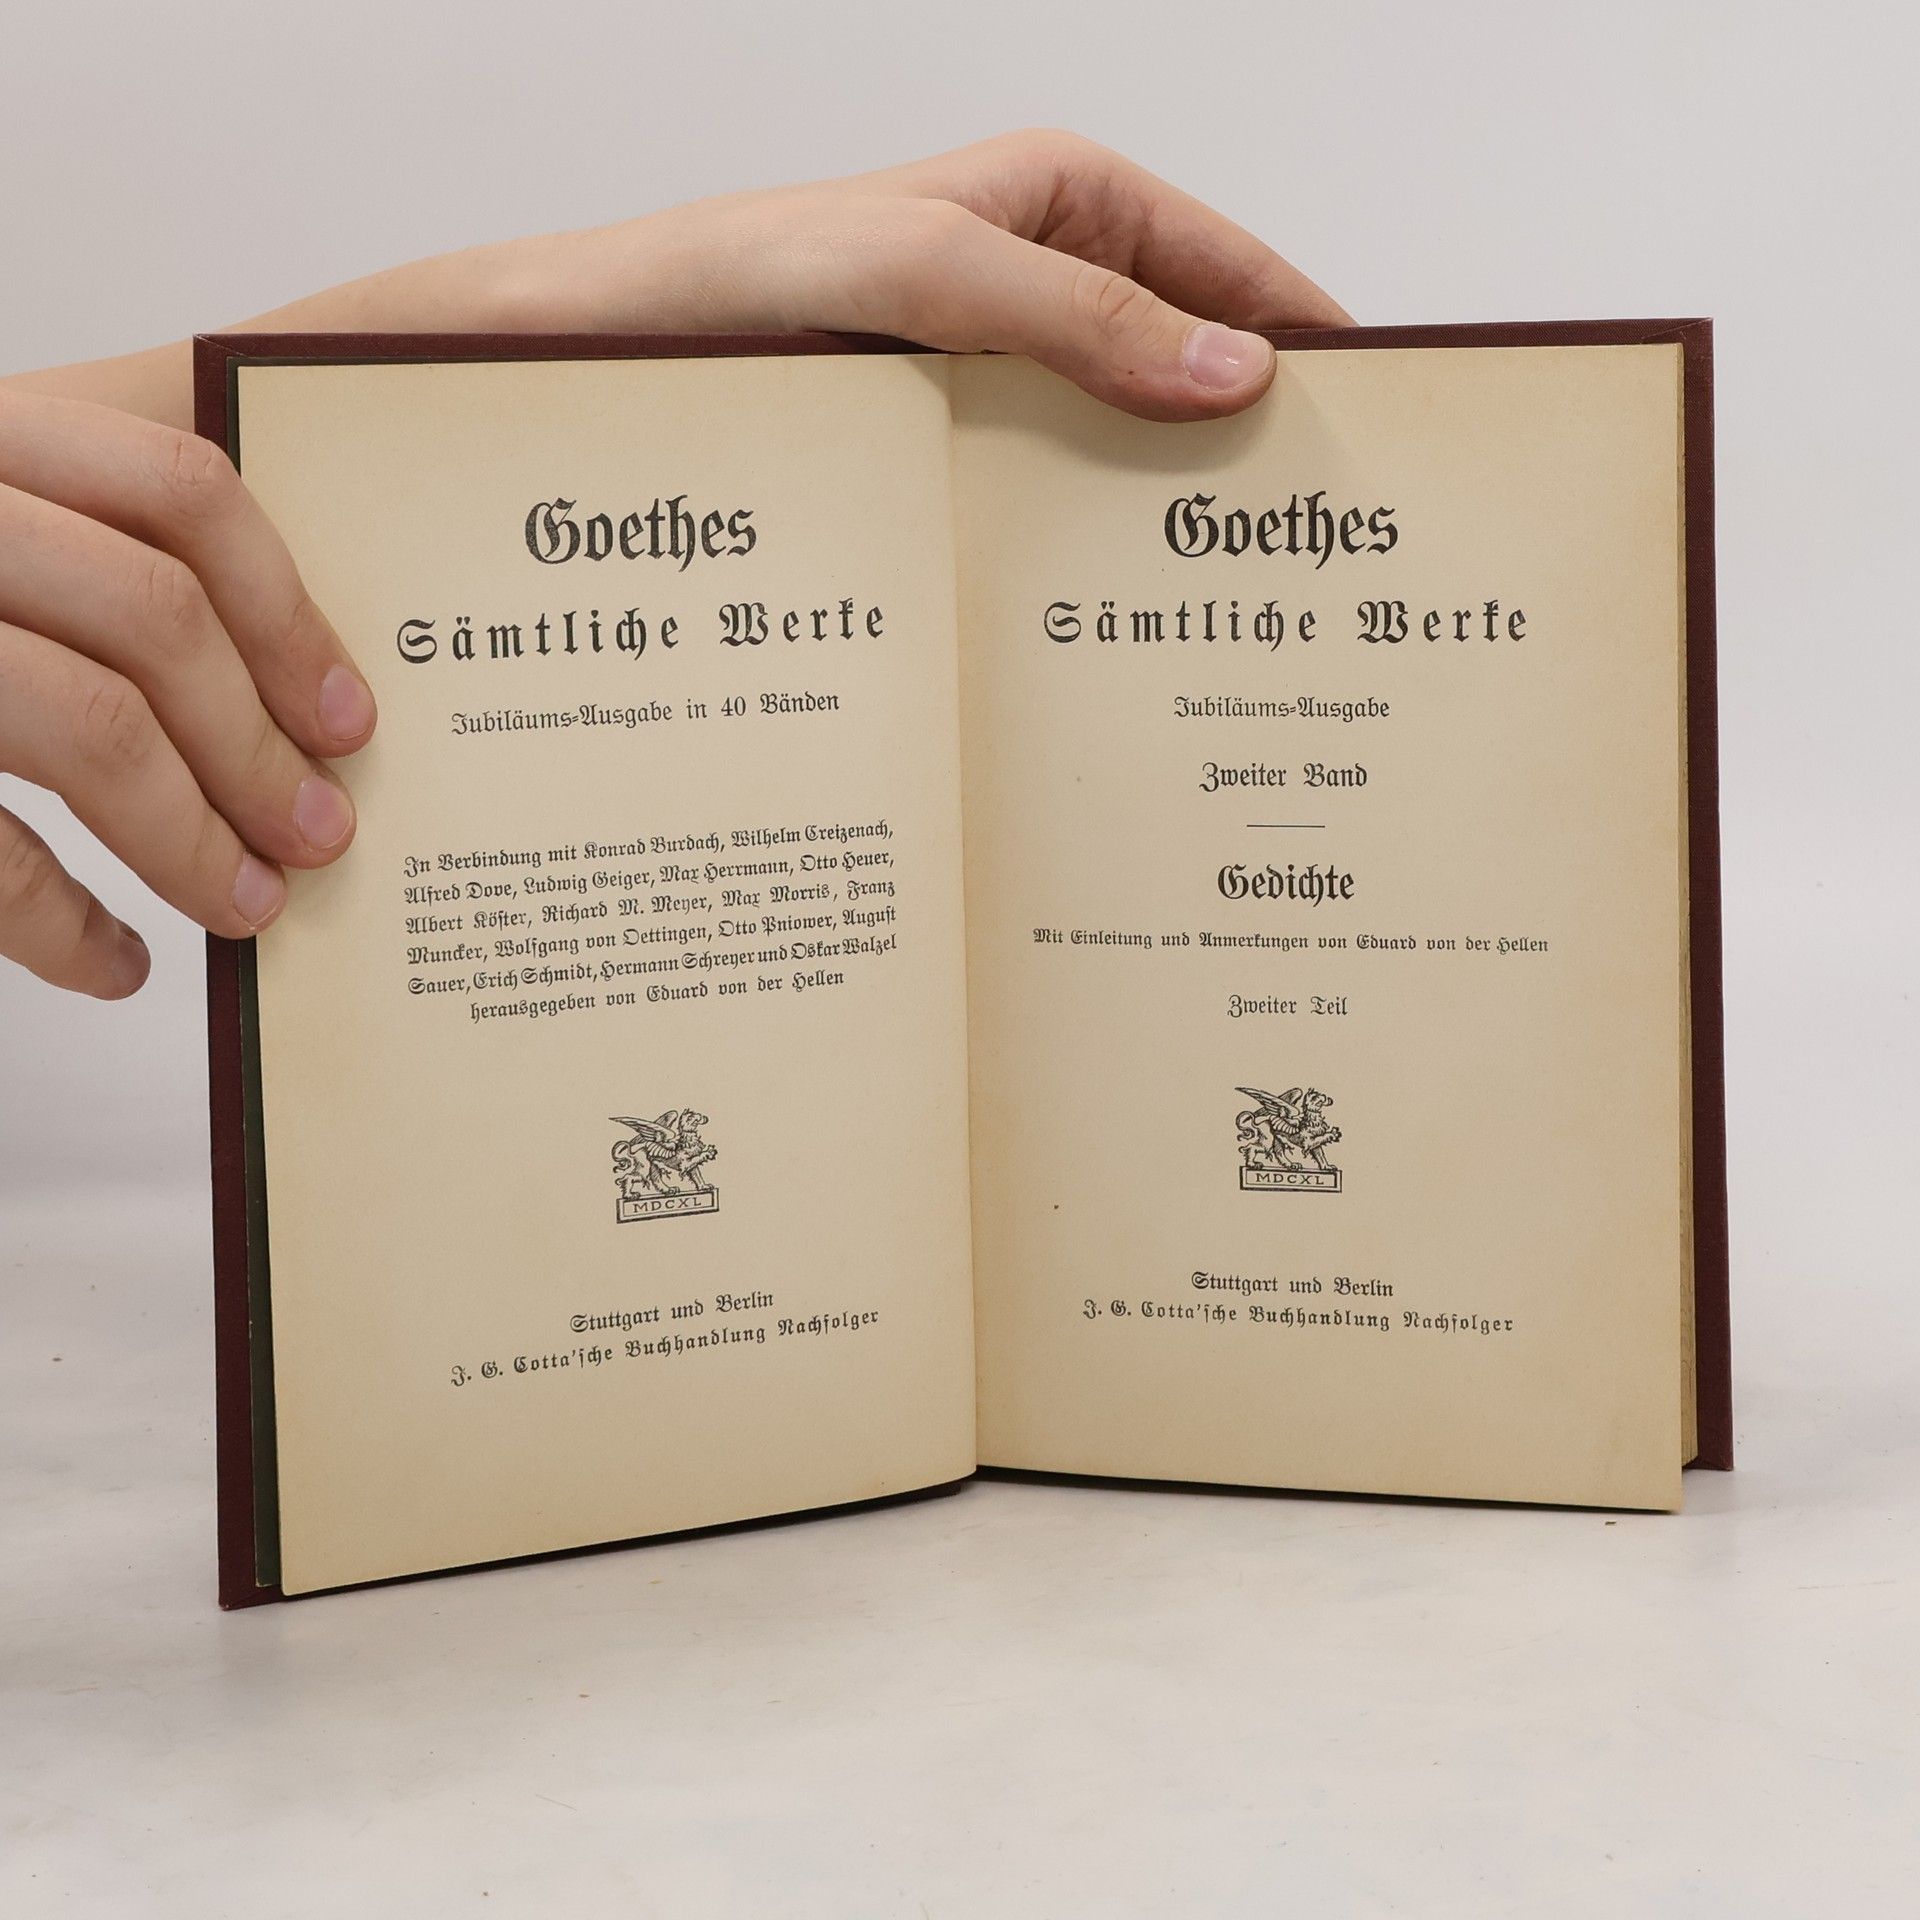 Goethes
Sämtliche Werke
Jubiläums-Ausgabe in 40 Bänden
In Verbindung mit Konrad Burdach, Wilhelm Creizenach,
Alfred Dove, Ludwig Geiger, Max Herrmann, Otto Heuer,
Albert Köster, Richard M. Meyer, Max Morris, Franz
Muncker, Wolfgang von Oettingen, Otto Pniower, August
Sauer, Erich Schmidt, Hermann Schreyer und Oskar Walzel
herausgegeben von Eduard von der Hellen
MDCXL
Stuttgart und Berlin
J. G. Cotta'sche Buchhandlung Nachfolger
Goethes
Sämtliche Werke
Jubiläums-Ausgabe
Zweiter Band
Gedichte
Mit Einleitung und Anmerkungen von Eduard von der Hellen
Zweiter Teil
MDCXL
Stuttgart und Berlin
J. G. Cotta'sche Buchhandlung Nachfolger